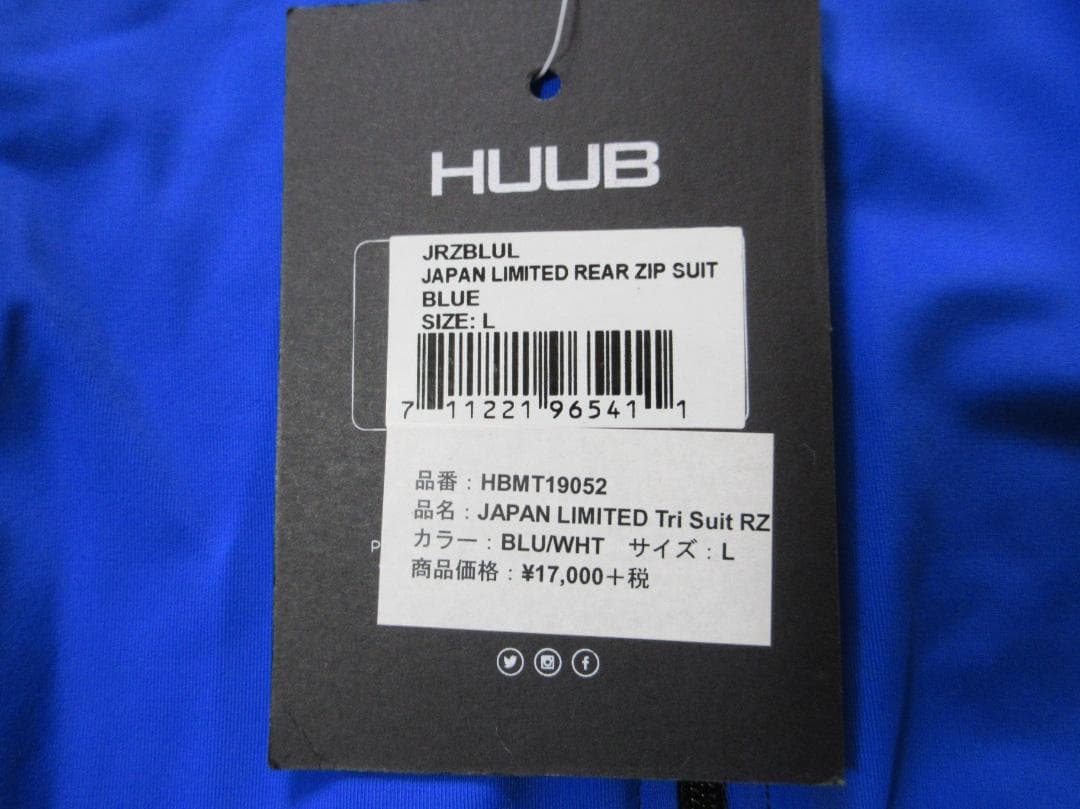 HUUB
JRZBLUL
JAPAN LIMITED REAR ZIP SUIT
BLUE
SIZE: L
7 11221 96541 1
品番：HBMT19052
品名：JAPAN LIMITED Tri Suit RZ
カラー：BLU/WHT　サイズ：L
商品価格：¥17,000＋税